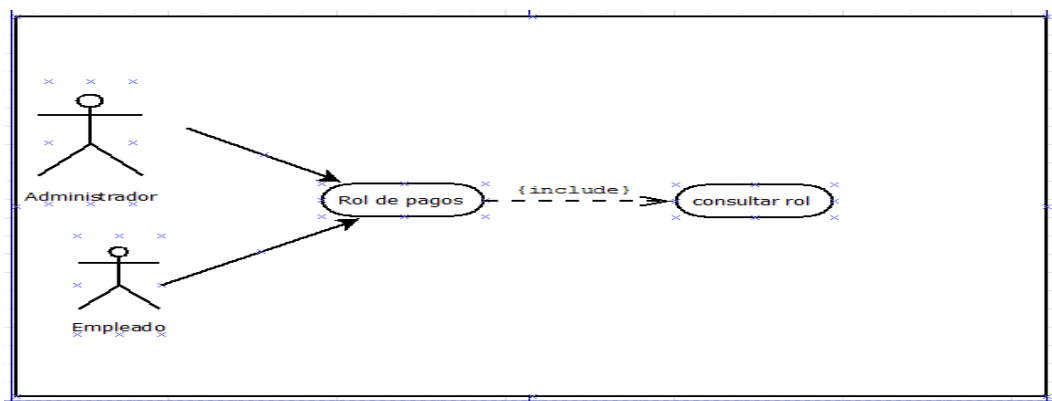 Administrador
Rol de pagos
{include}
consultar rol
Empleado